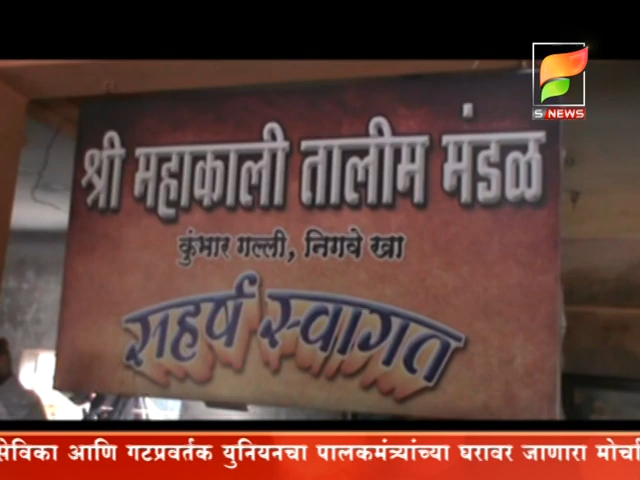 S NEWS
श्री महाकाली तालीम मंडळ
कुंभार गल्ली, निगवे खा
सहर्ष स्वागत
सेविका आणि गटप्रवर्तक युनियनचा पालकमंत्र्यांच्या घरावर जाणारा मोर्चा